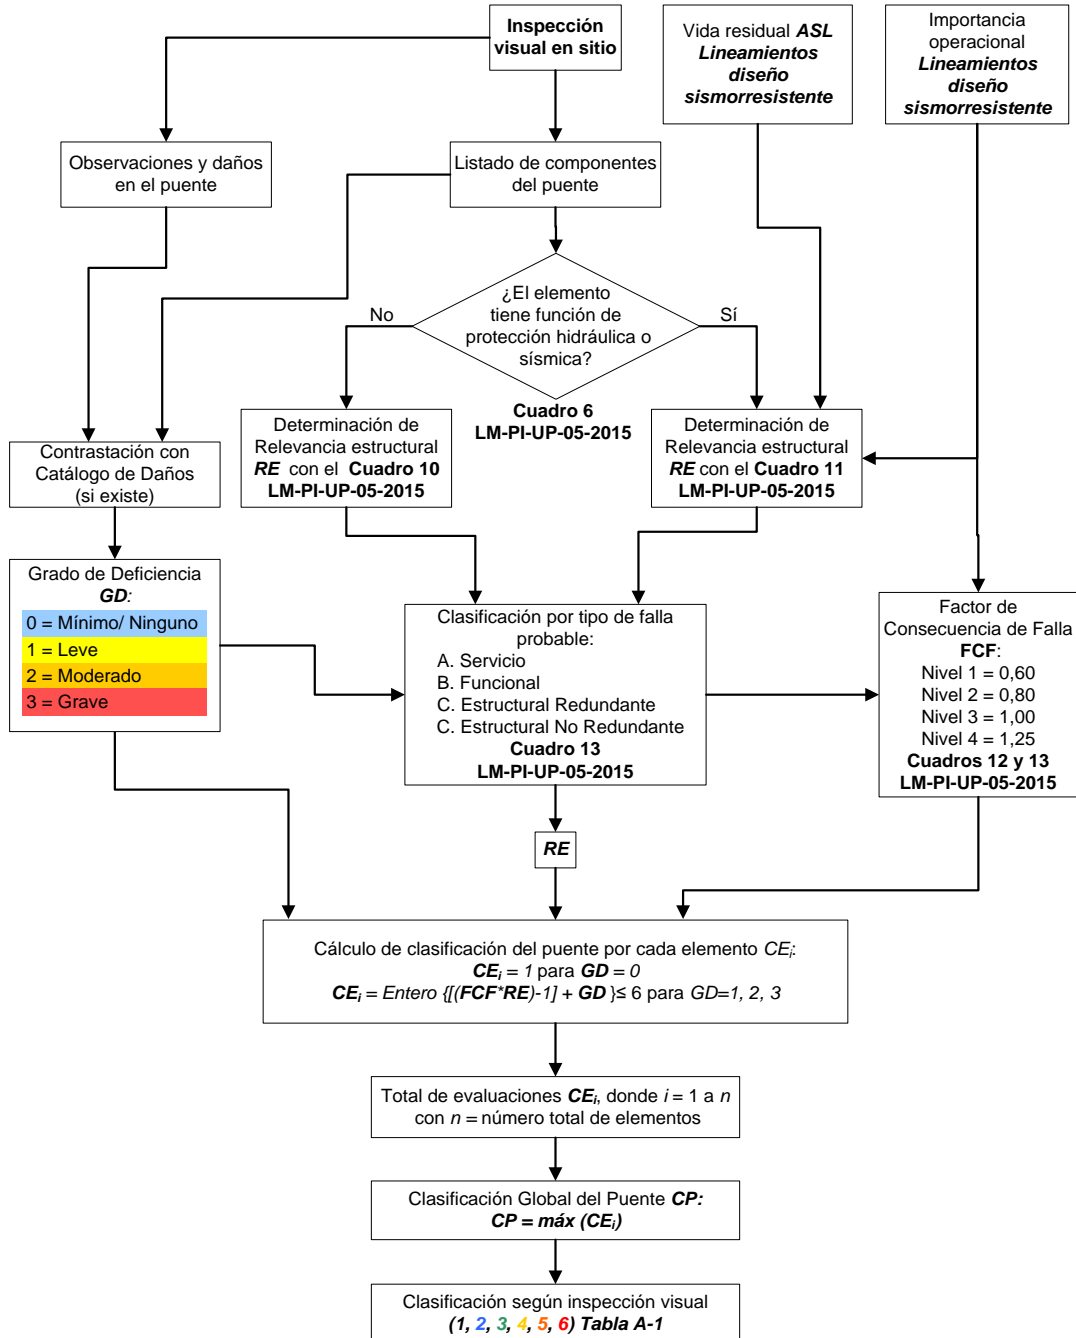 Inspección
visual en sitio
Vida residual ASL
Lineamientos
diseño
sismorresistente
Importancia
operacional
Lineamientos
diseño
sismorresistente
Observaciones y daños
en el puente
Listado de componentes
del puente
¿El elemento
tiene función de
protección hidráulica o
sísmica?
No
Sí
Cuadro 6
LM-PI-UP-05-2015
Contrastación con
Catálogo de Daños
(si existe)
Determinación de
Relevancia estructural
RE con el Cuadro 10
LM-PI-UP-05-2015
Determinación de
Relevancia estructural
RE con el Cuadro 11
LM-PI-UP-05-2015
Grado de Deficiencia
GD:
0 = Mínimo/ Ninguno
1 = Leve
2 = Moderado
3 = Grave
Clasificación por tipo de falla
probable:
A. Servicio
B. Funcional
C. Estructural Redundante
C. Estructural No Redundante
Cuadro 13
LM-PI-UP-05-2015
Factor de
Consecuencia de Falla
FCF:
Nivel 1 = 0,60
Nivel 2 = 0,80
Nivel 3 = 1,00
Nivel 4 = 1,25
Cuadros 12 y 13
LM-PI-UP-05-2015
RE
Cálculo de clasificación del puente por cada elemento CEi:
CEi = 1 para GD = 0
CEi = Entero {[(FCF*RE)-1] + GD }≤ 6 para GD=1, 2, 3
Total de evaluaciones CEi, donde i = 1 a n
con n = número total de elementos
Clasificación Global del Puente CP:
CP = máx (CEi)
Clasificación según inspección visual
(1, 2, 3, 4, 5, 6) Tabla A-1